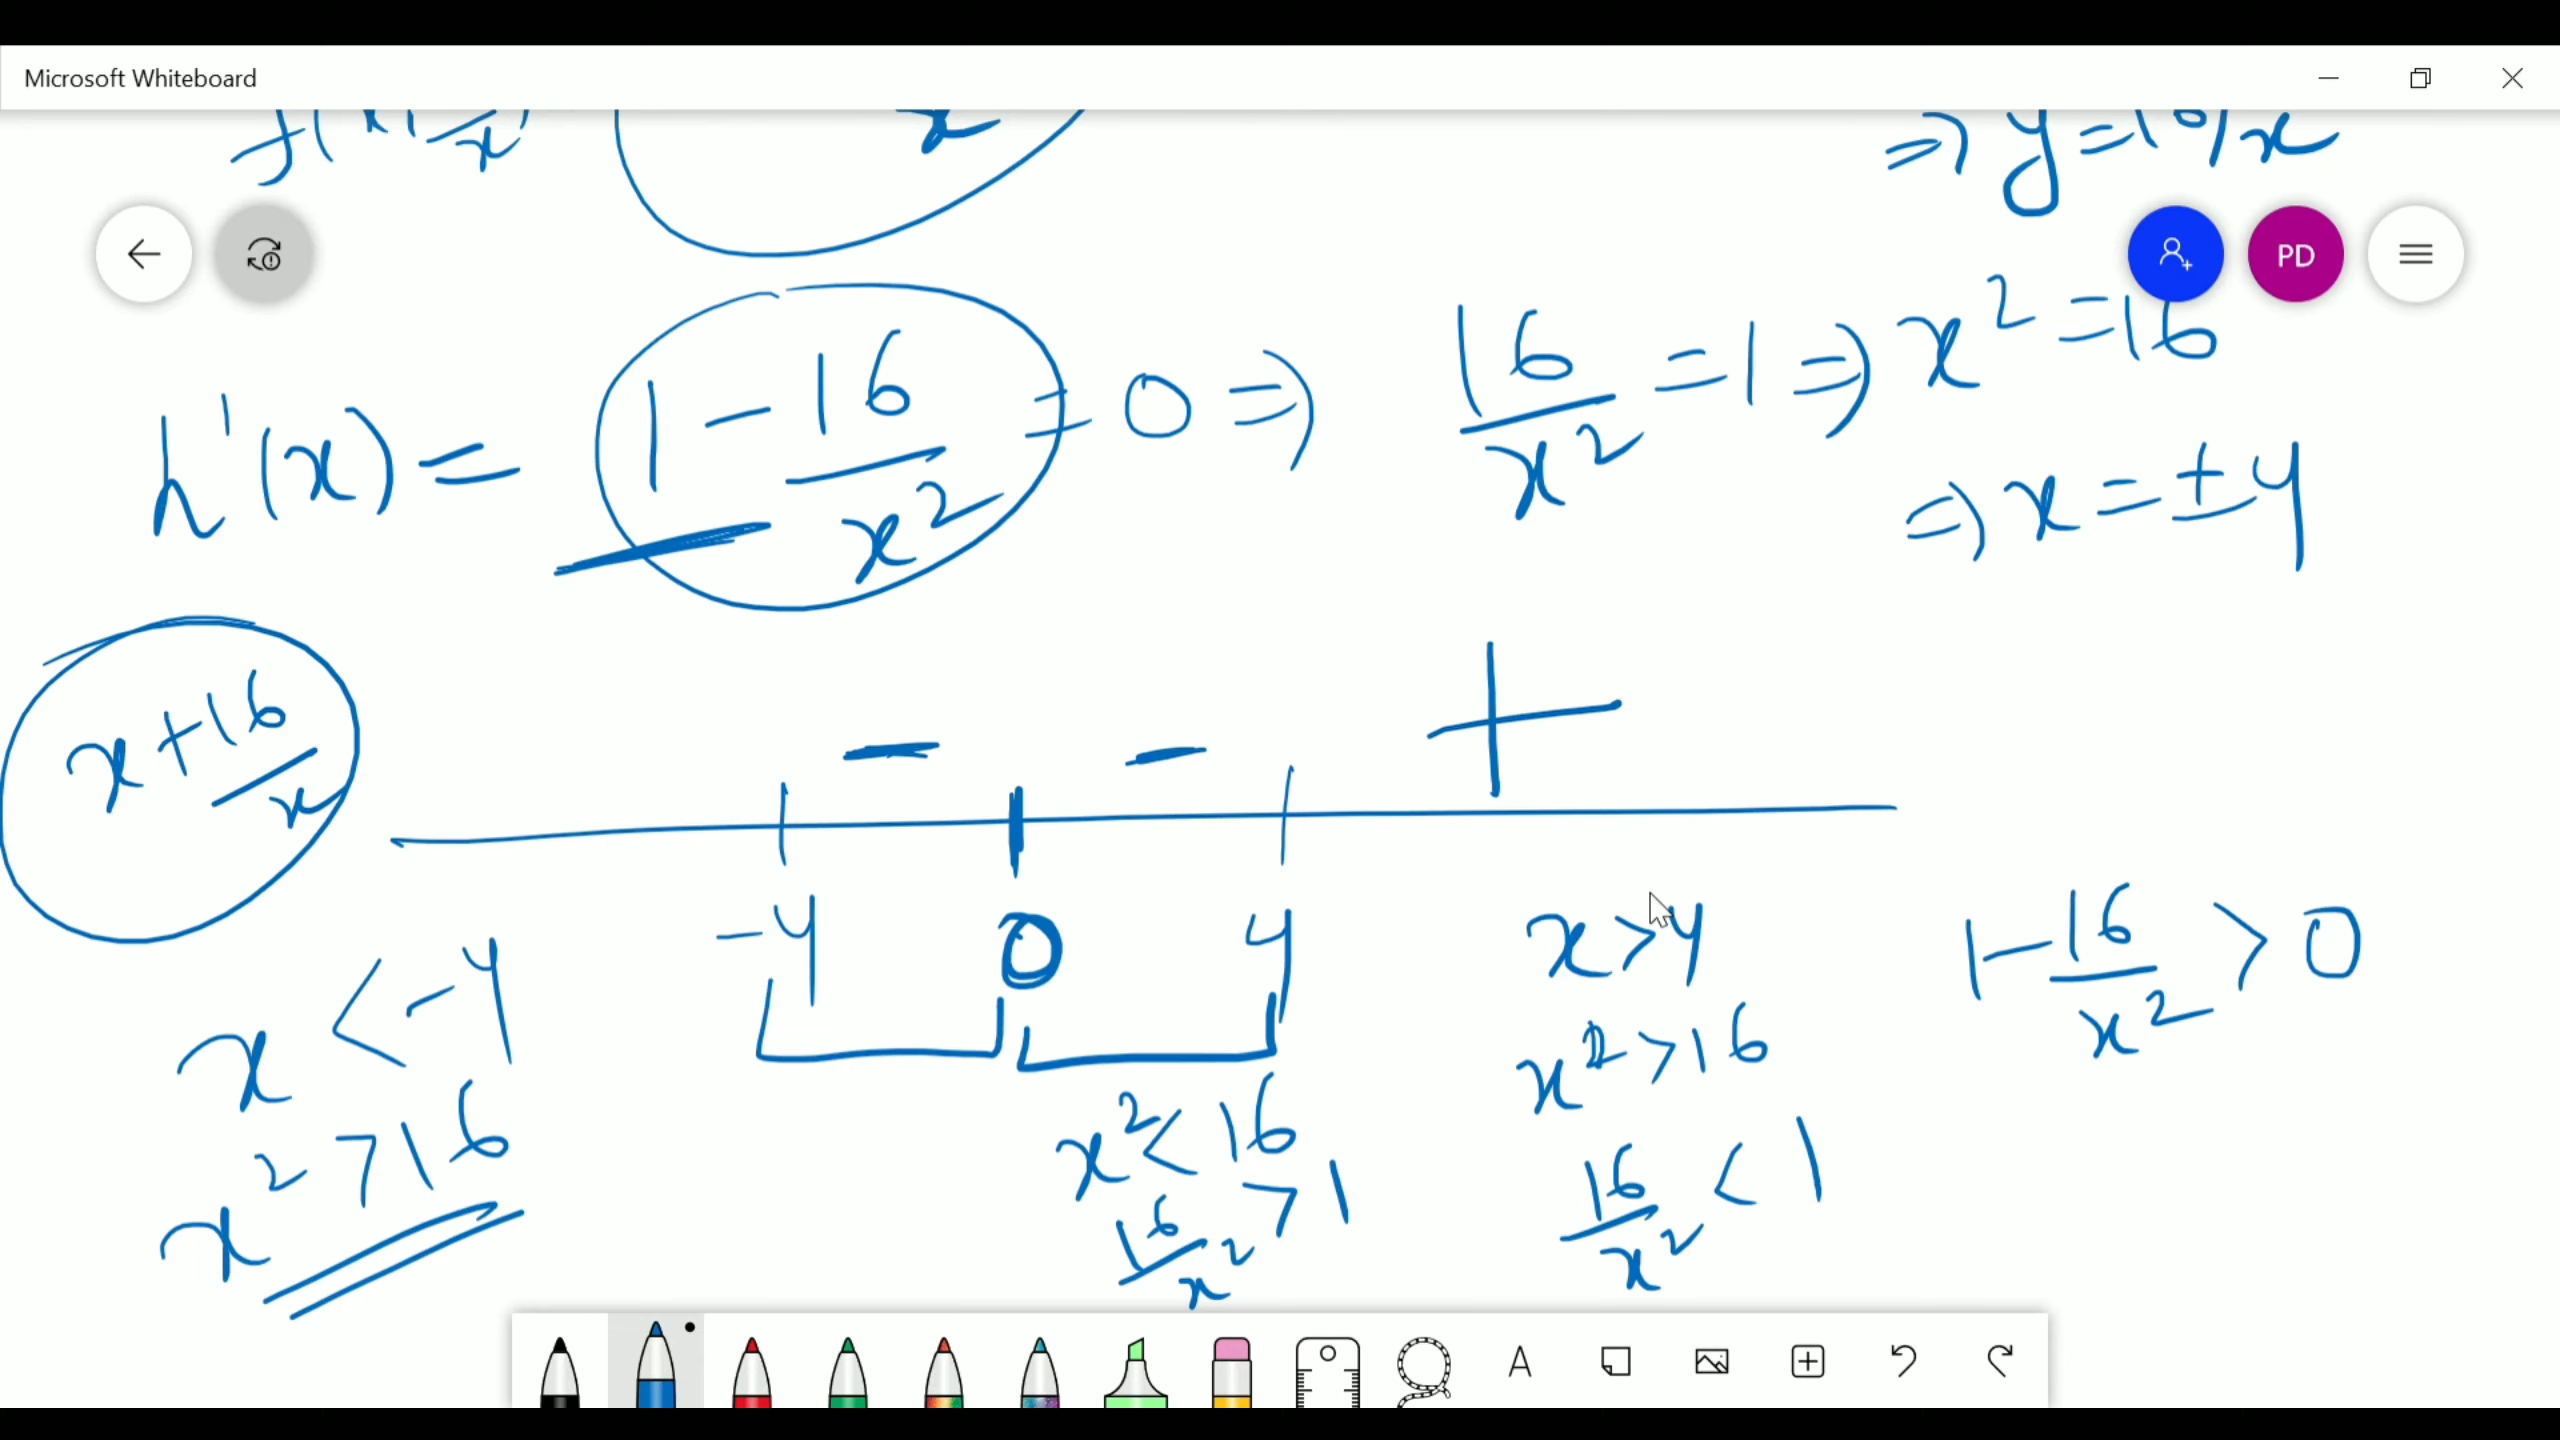 Microsoft Whiteboard
⇒ y = 16/x
PD
h'(x) = 1 - 16/x² = 0 ⇒ 16/x² = 1 ⇒ x² = 16
⇒ x = ±4
x + 16/x
- - +
-4 0 4
x < -4
x² > 16
x² < 16
16/x² > 1
x > 4
x² > 16
16/x² < 1
1 - 16/x² > 0
A